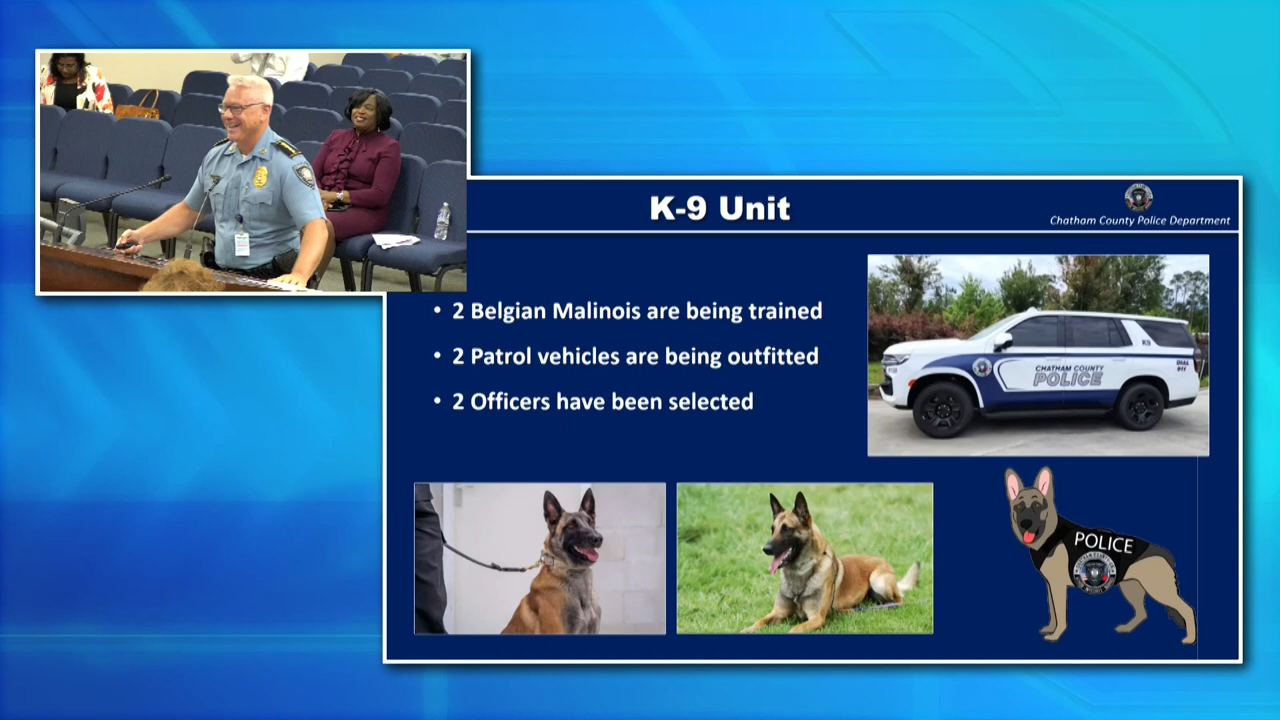 K-9 Unit
Chatham County Police Department
• 2 Belgian Malinois are being trained
• 2 Patrol vehicles are being outfitted
• 2 Officers have been selected
K9
DIAL
911
CHATHAM COUNTY
POLICE
POLICE